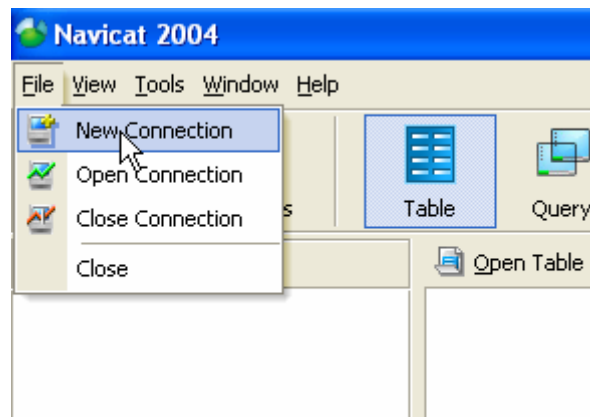 Navicat 2004
File View Tools Window Help
New Connection
Open Connection
Close Connection
Close
Table Query
Open Table